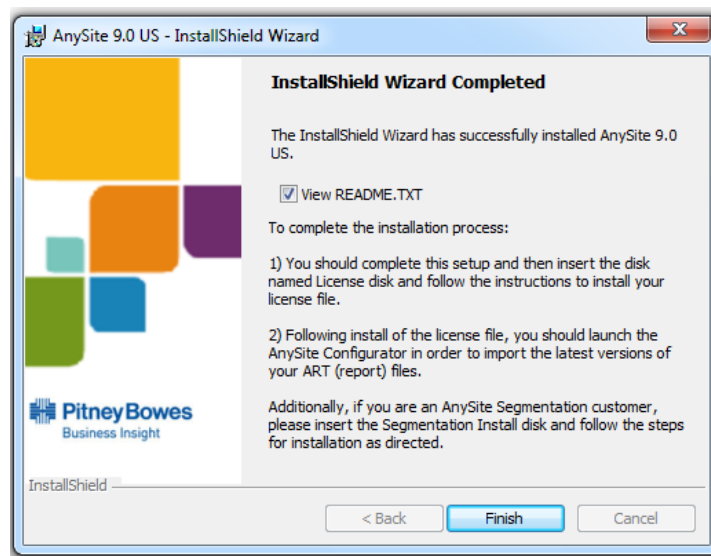 AnySite 9.0 US - InstallShield Wizard
InstallShield Wizard Completed
The InstallShield Wizard has successfully installed AnySite 9.0
US.
View README.TXT
To complete the installation process:
1) You should complete this setup and then insert the disk
named License disk and follow the instructions to install your
license file.
2) Following install of the license file, you should launch the
AnySite Configurator in order to import the latest versions of
your ART (report) files.
Additionally, if you are an AnySite Segmentation customer,
please insert the Segmentation Install disk and follow the steps
for installation as directed.
Pitney Bowes
Business Insight
InstallShield
< Back
Finish
Cancel